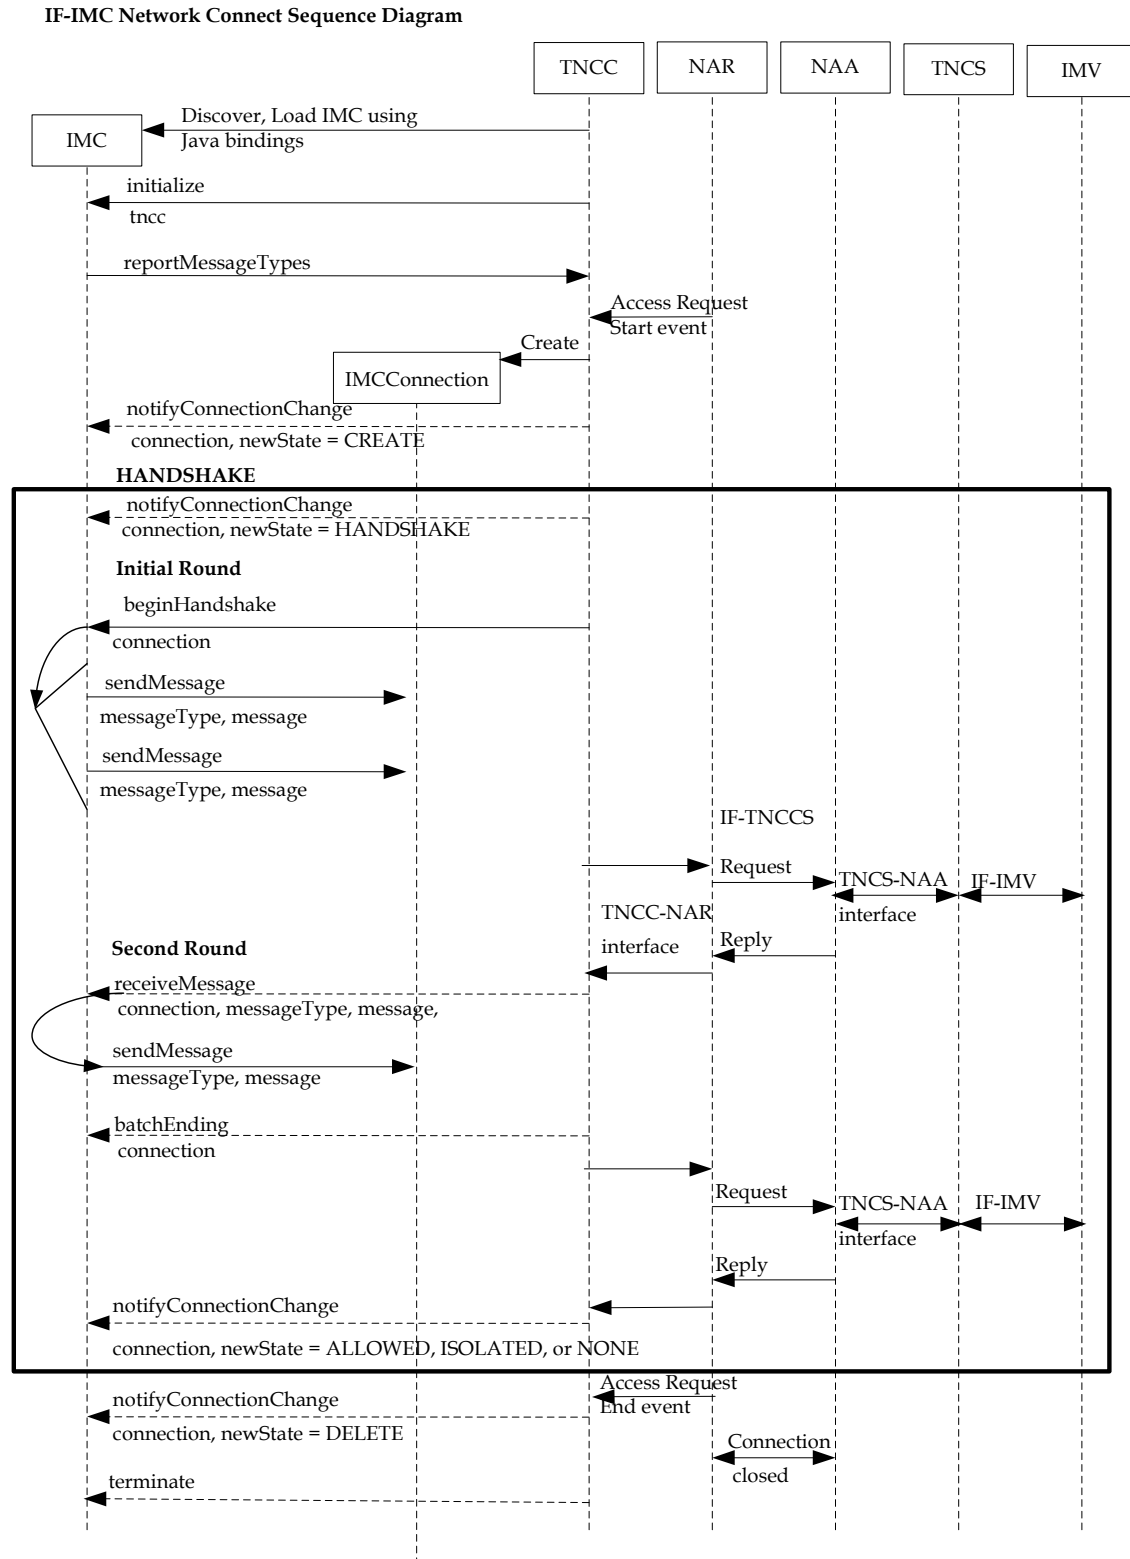 IF-IMC Network Connect Sequence Diagram
TNCC
NAR
NAA
TNCS
IMV
Discover, Load IMC using
Java bindings
IMC
initialize
tncc
reportMessageTypes
Access Request
Start event
Create
IMCConnection
notifyConnectionChange
connection, newState = CREATE
HANDSHAKE
notifyConnectionChange
connection, newState = HANDSHAKE
Initial Round
beginHandshake
connection
sendMessage
messageType, message
sendMessage
messageType, message
IF-TNCCS
Request
TNCS-NAA
IF-IMV
interface
TNCC-NAR
interface
Reply
Second Round
receiveMessage
connection, messageType, message,
sendMessage
messageType, message
batchEnding
connection
Request
TNCS-NAA
IF-IMV
interface
Reply
notifyConnectionChange
connection, newState = ALLOWED, ISOLATED, or NONE
Access Request
End event
notifyConnectionChange
connection, newState = DELETE
Connection
closed
terminate